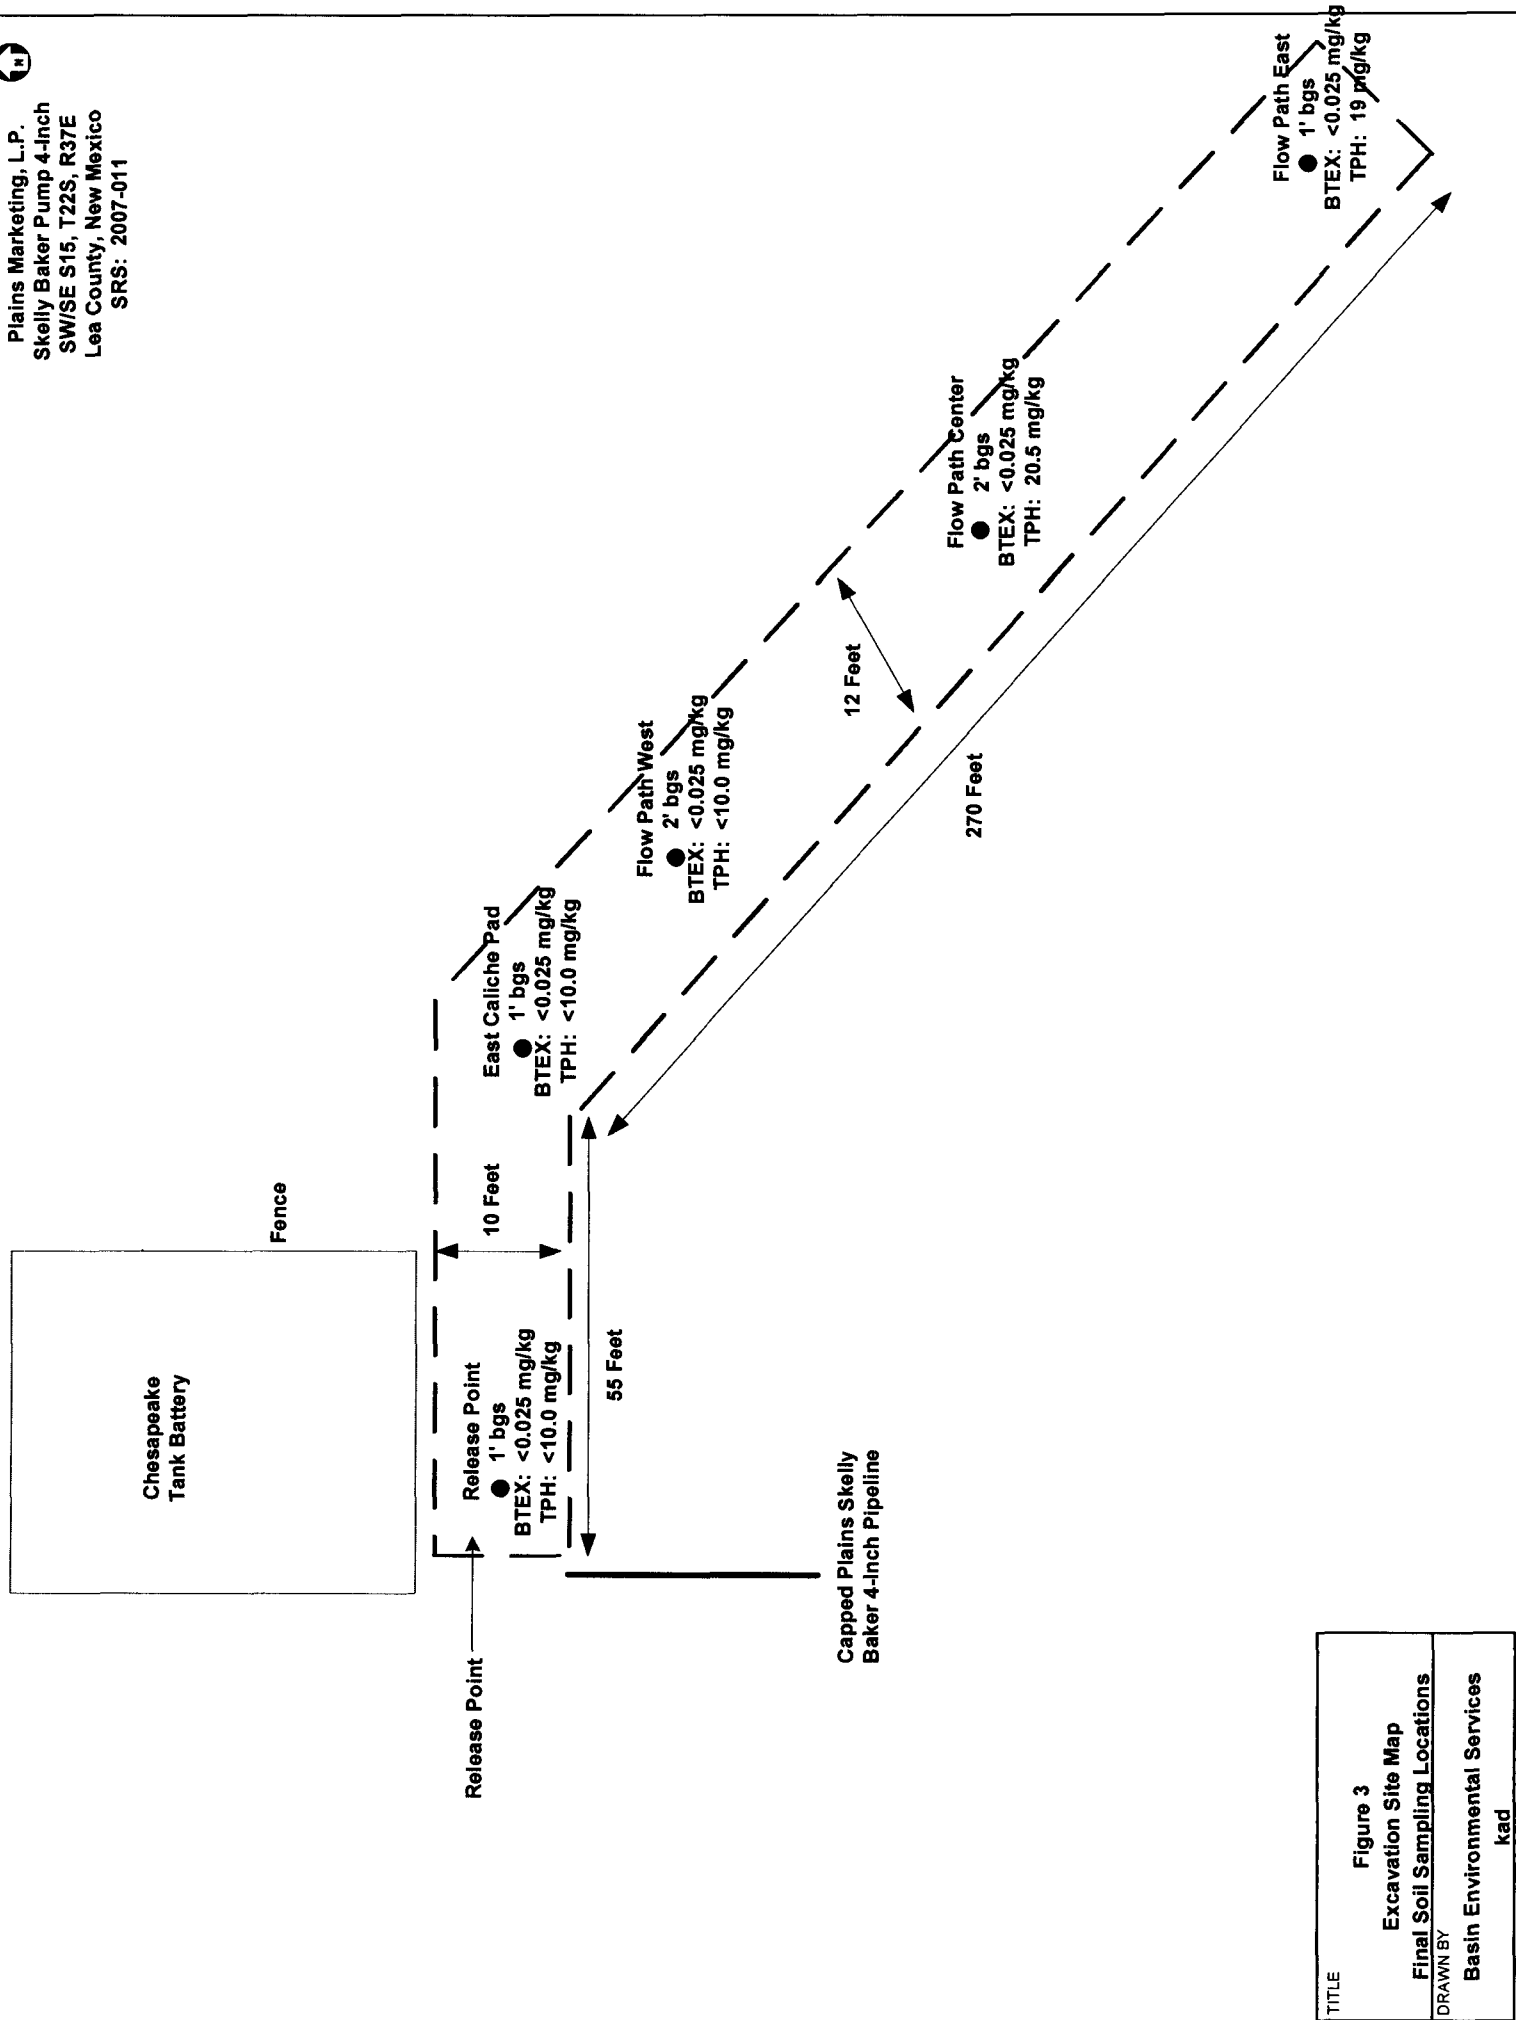 N
Plains Marketing, L.P.
Skelly Baker Pump 4-Inch
SW/SE S15, T22S, R37E
Lea County, New Mexico
SRS: 2007-011
Chesapeake
Tank Battery
Fence
Release Point
Release Point
1' bgs
BTEX: <0.025 mg/kg
TPH: <10.0 mg/kg
10 Feet
55 Feet
East Caliche Pad
1' bgs
BTEX: <0.025 mg/kg
TPH: <10.0 mg/kg
Flow Path West
2' bgs
BTEX: <0.025 mg/kg
TPH: <10.0 mg/kg
12 Feet
270 Feet
Flow Path Center
2' bgs
BTEX: <0.025 mg/kg
TPH: 20.5 mg/kg
Flow Path East
1' bgs
BTEX: <0.025 mg/kg
TPH: 19 mg/kg
Capped Plains Skelly
Baker 4-Inch Pipeline
TITLE
Figure 3
Excavation Site Map
Final Soil Sampling Locations
DRAWN BY
Basin Environmental Services
kad